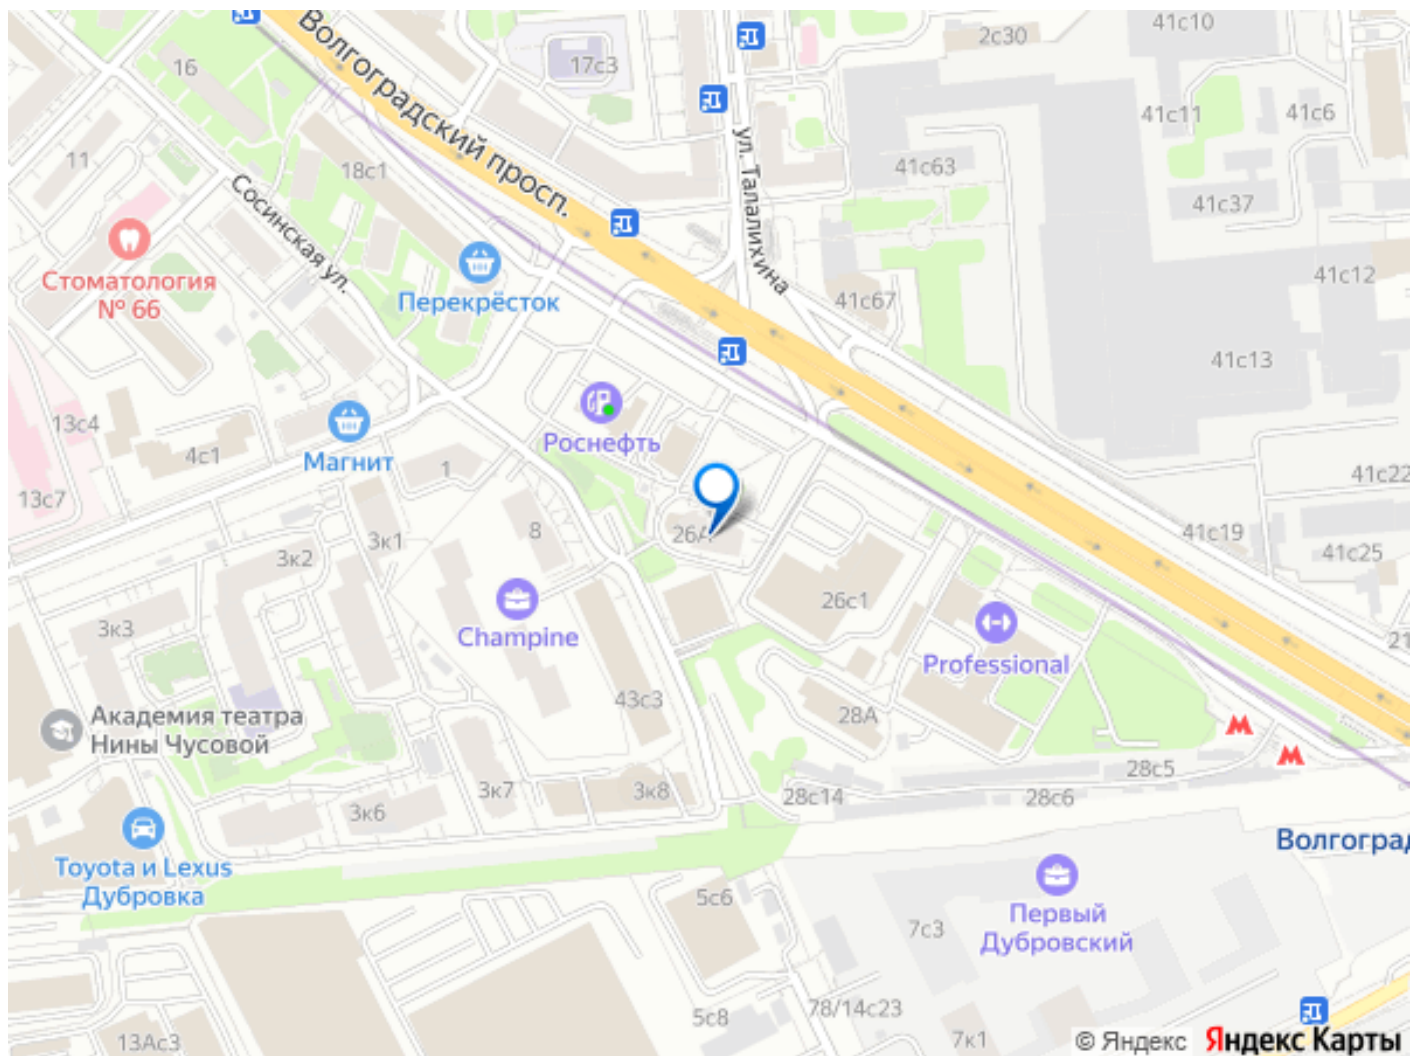 41с10
2с30
16
17с3
Волгоградский просп.
41с11
41с6
11
18с1
ул. Талалихина
41с63
Сосинская ул.
41с37
Стоматология
№ 66
Перекрёсток
41с67
41с12
41с13
Роснефть
13с4
4с1
Магнит
1
13с7
41с22
8
26А
3к1
41с19
3к2
41с25
Champine
26с1
3к3
Professional
21
43с3
28А
Академия театра
Нины Чусовой
28с5
3к7
3к8
28с14
28с6
3к6
Волгоград
Toyota и Lexus
Дубровка
5с6
7с3
Первый
Дубровский
78/14с23
5с8
13Ас3
7к1
© Яндекс Яндекс Карты